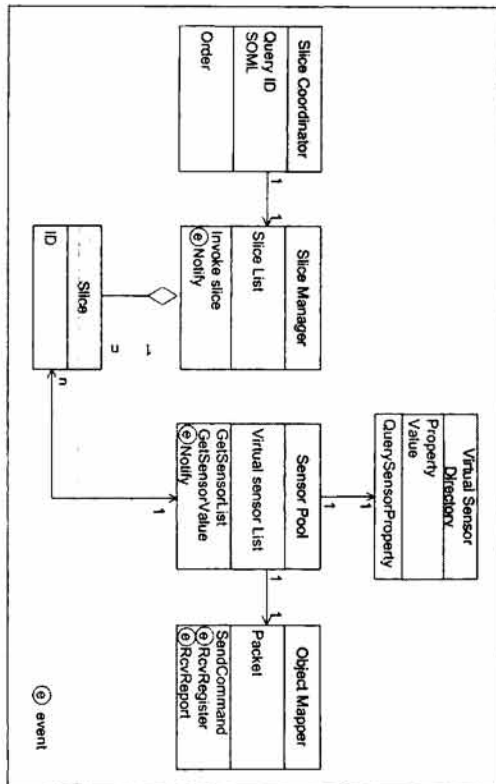 Slice Coordinator
Query ID
SOML
Order
1
1
Slice Manager
Slice List
Invoke slice
ⓔ Notify
1
n
Slice
ID
n
1
Virtual Sensor
Directory
Property
Value
QuerySensorProperty
1
1
Sensor Pool
Virtual sensor List
GetSensorList
GetSensorValue
ⓔ Notify
1
1
Object Mapper
Packet
SendCommand
ⓔ RcvRegister
ⓔ RcvReport
ⓔ event